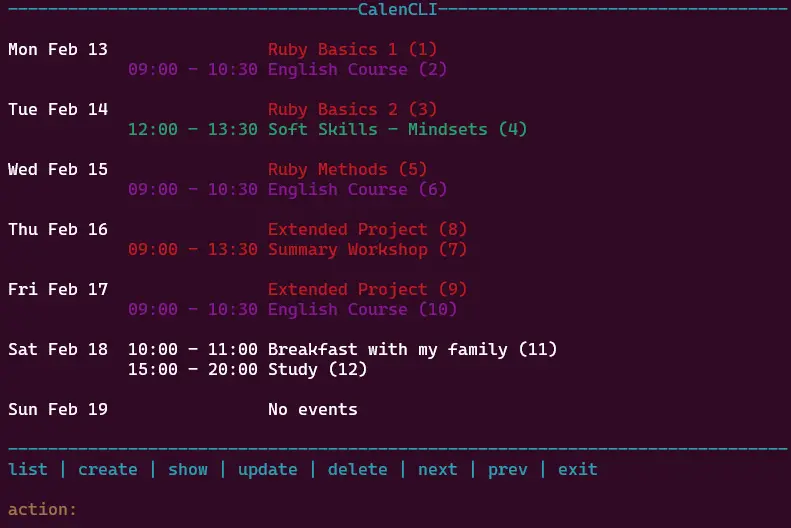 CalenCLI
Mon Feb 13 Ruby Basics 1 (1)
09:00 - 10:30 English Course (2)
Tue Feb 14 Ruby Basics 2 (3)
12:00 - 13:30 Soft Skills - Mindsets (4)
Wed Feb 15 Ruby Methods (5)
09:00 - 10:30 English Course (6)
Thu Feb 16 Extended Project (8)
09:00 - 13:30 Summary Workshop (7)
Fri Feb 17 Extended Project (9)
09:00 - 10:30 English Course (10)
Sat Feb 18 10:00 - 11:00 Breakfast with my family (11)
15:00 - 20:00 Study (12)
Sun Feb 19 No events
list | create | show | update | delete | next | prev | exit
action: